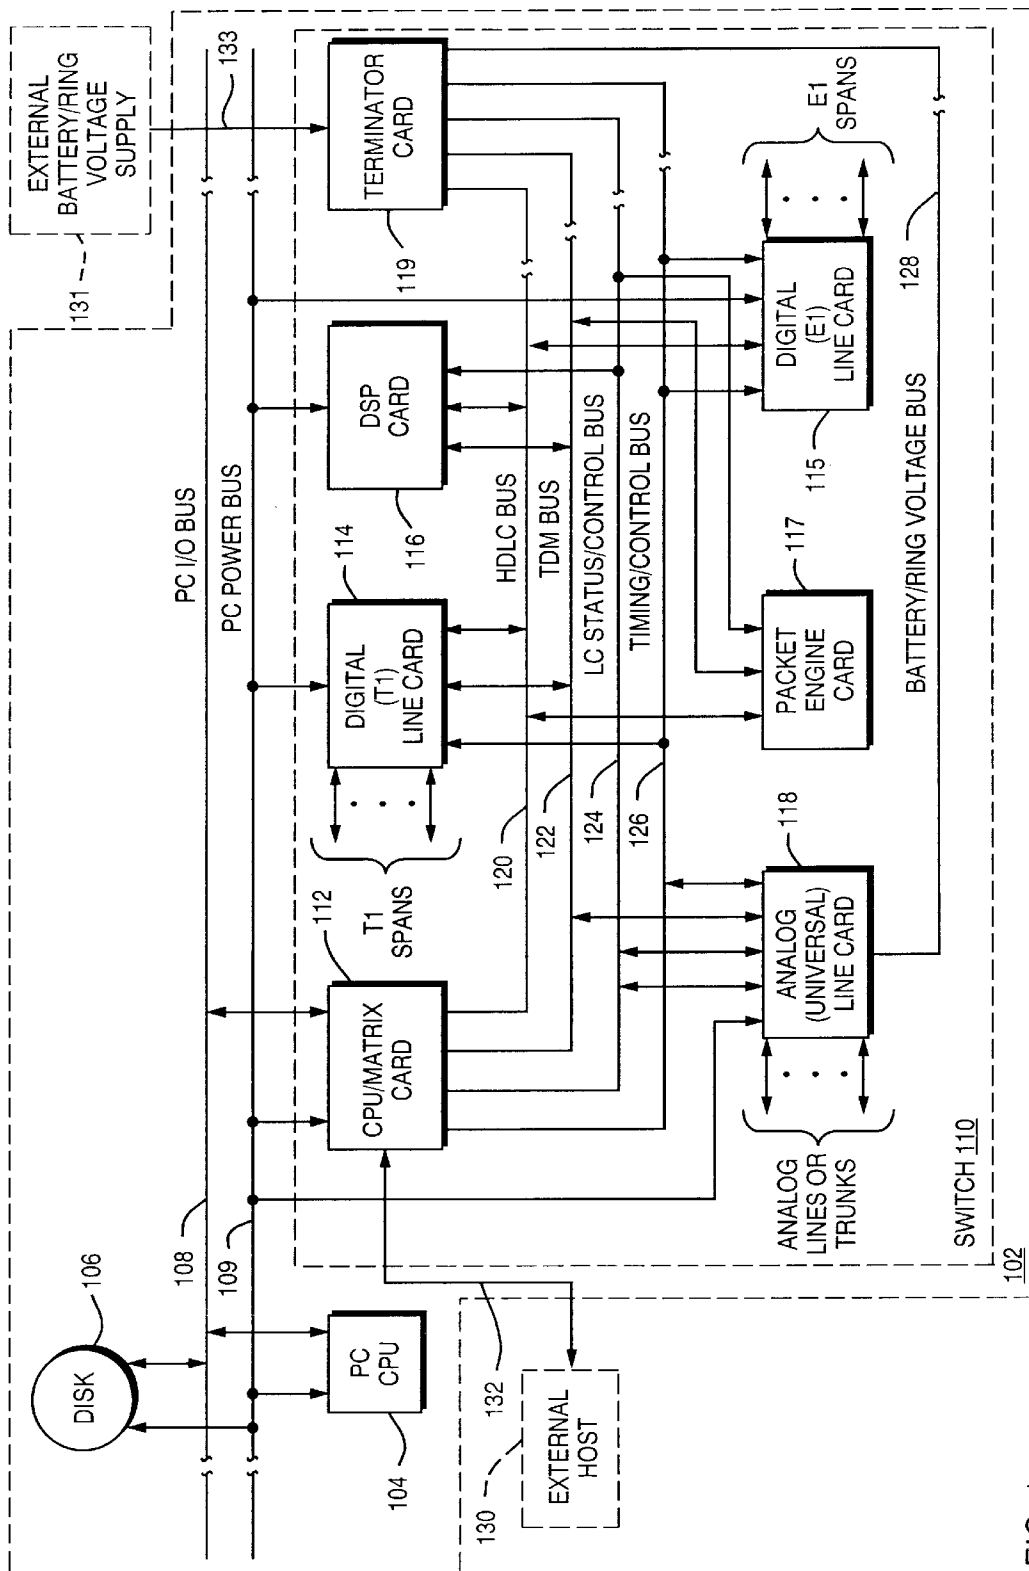 DISK
106
108
109
PC I/O BUS
PC POWER BUS
EXTERNAL
BATTERY/RING
VOLTAGE
SUPPLY
131
133
PC
CPU
104
CPU/MATRIX
CARD
112
T1
SPANS
DIGITAL
(T1)
LINE CARD
114
DSP
CARD
116
TERMINATOR
CARD
119
HDLC BUS
TDM BUS
LC STATUS/CONTROL BUS
TIMING/CONTROL BUS
120
122
124
126
132
EXTERNAL
HOST
130
ANALOG
LINES OR
TRUNKS
ANALOG
(UNIVERSAL)
LINE CARD
118
PACKET
ENGINE
CARD
117
DIGITAL
(E1)
LINE CARD
115
E1
SPANS
BATTERY/RING VOLTAGE BUS
128
SWITCH 110
102